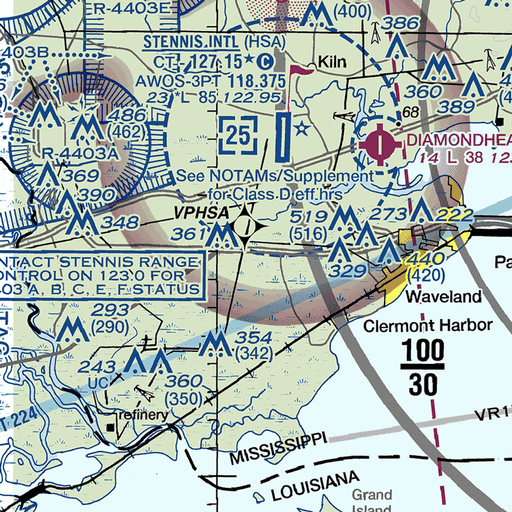 ER-4403E
(400)
386
STENNIS INTL (HSA)
CT - 127.15 ★ C
Kiln
AWOS-3PT 118.375
23 *L 85 122.95
360
389
486
(462)
68
25
DIAMONDHEA
14 L 38 12
R-4403A
369
390
348
See NOTAMs/Supplement
for Class D eff hrs
VPHSA
361
519
(516)
273
222
329
440
(420)
ONTACT STENNIS RANGE
ONTROL ON 123.0 FOR
403 A, B, C, E, F STATUS
Pa
Waveland
293
(290)
Clermont Harbor
354
(342)
100
30
243
UC
360
(350)
T 224
refinery
VR1
MISSISSIPPI
LOUISIANA
Grand
Island